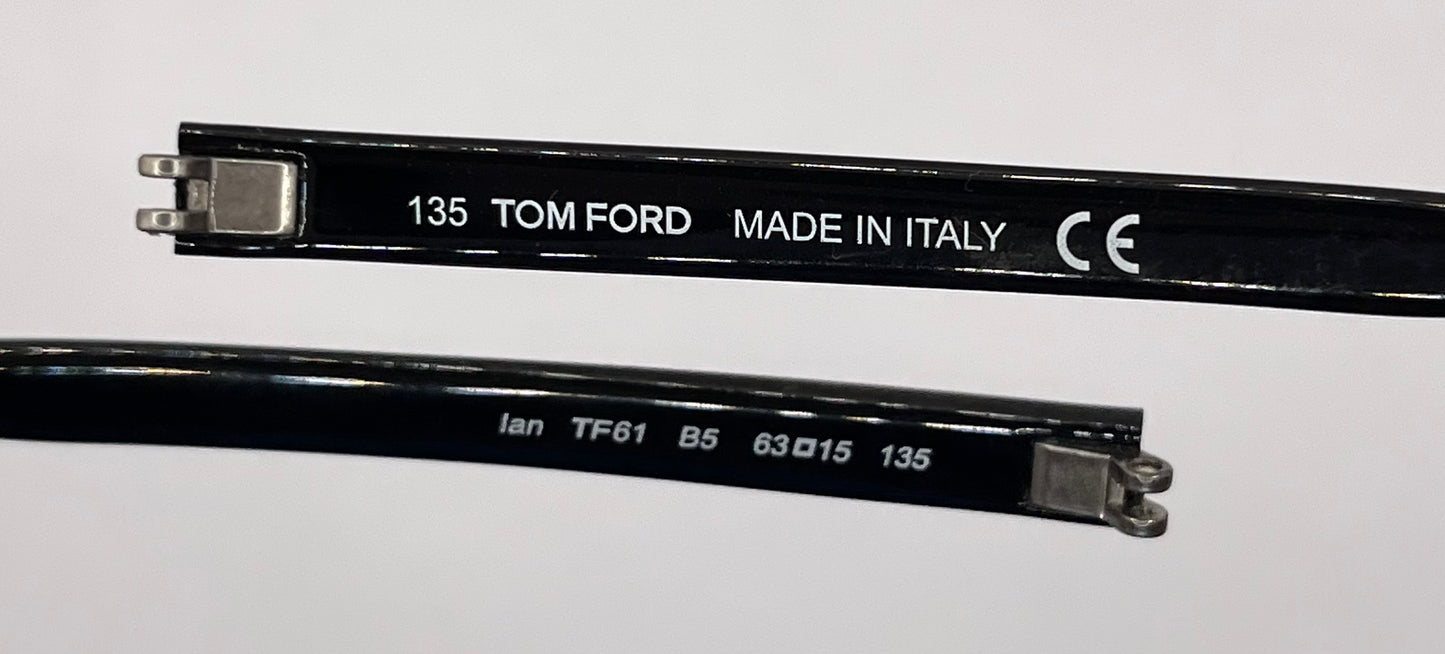 135 TOM FORD MADE IN ITALY CE
Ian TF61 B5 63□15 135